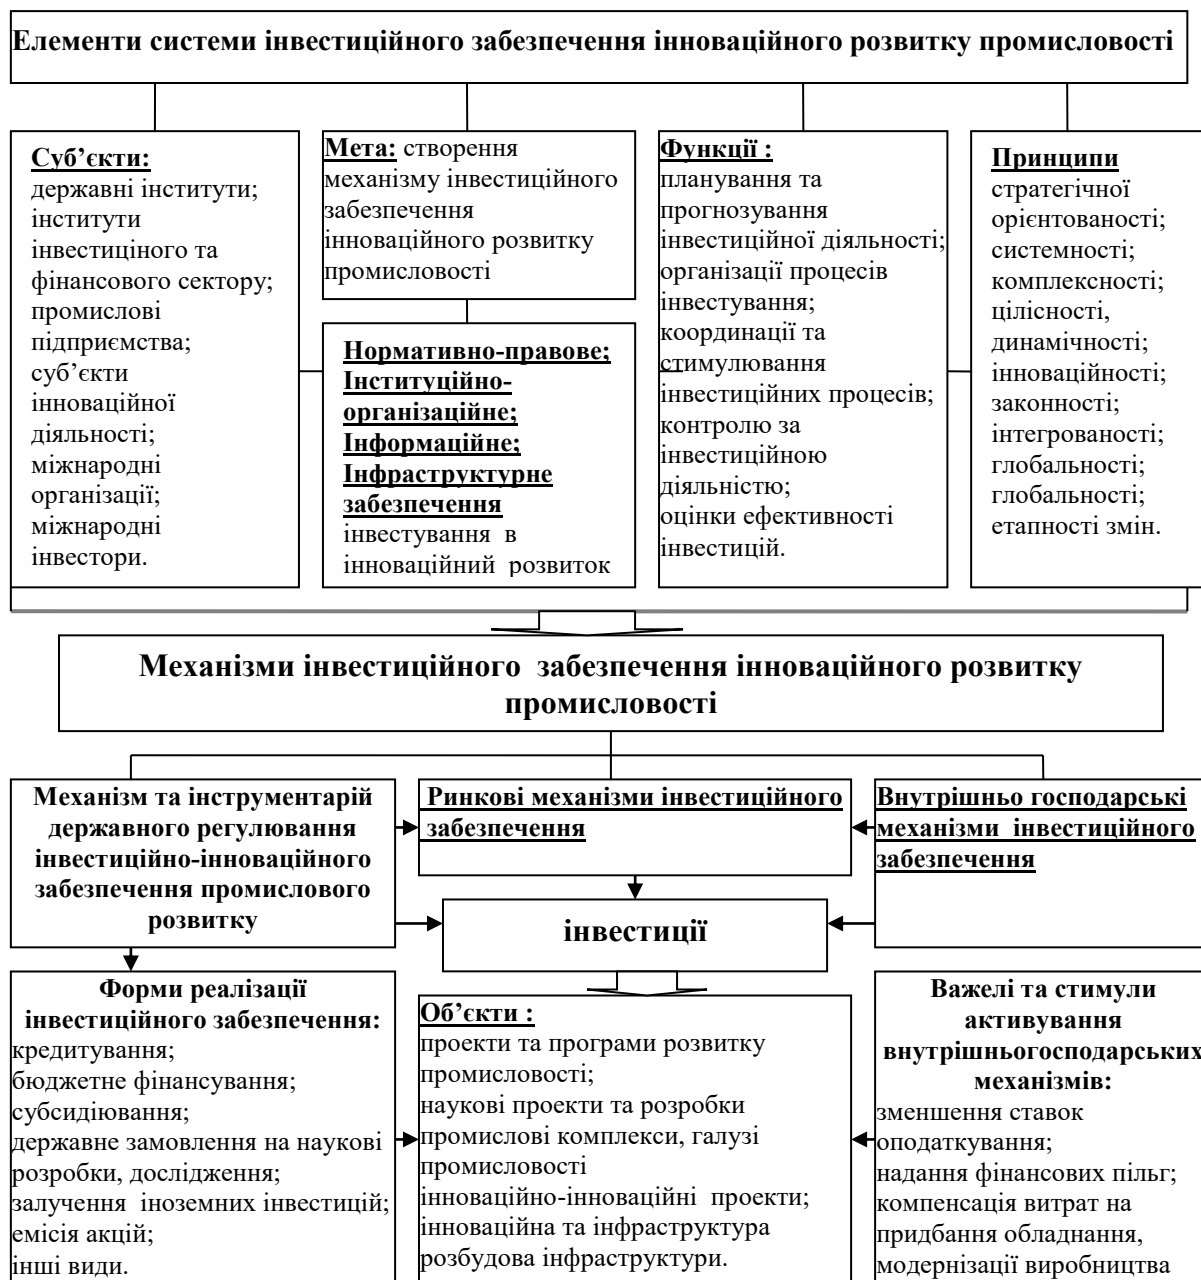 Елементи системи інвестиційного забезпечення інноваційного розвитку промисловості
Суб’єкти:
державні інститути;
інститути
інвестиціного та
фінансового сектору;
промислові
підприємства;
суб’єкти
інноваційної
діяльності;
міжнародні
організації;
міжнародні
інвестори.
Мета: створення
механізму інвестиційного
забезпечення
інноваційного розвитку
промисловості
Нормативно-правове;
Інституційно-
організаційне;
Інформаційне;
Інфраструктурне
забезпечення
інвестування в
інноваційний розвиток
Функції :
планування та
прогнозування
інвестиційної діяльності;
організації процесів
інвестування;
координації та
стимулювання
інвестиційних процесів;
контролю за
інвестиційною
діяльністю;
оцінки ефективності
інвестицій.
Принципи
стратегічної
орієнтованості;
системності;
комплексності;
цілісності,
динамічності;
інноваційності;
законності;
інтегрованості;
глобальності;
глобальності;
етапності змін.
Механізми інвестиційного забезпечення інноваційного розвитку
промисловості
Механізм та інструментарій
державного регулювання
інвестиційно-інноваційного
забезпечення промислового
розвитку
Ринкові механізми інвестиційного
забезпечення
Внутрішньо господарські
механізми інвестиційного
забезпечення
інвестиції
Форми реалізації
інвестиційного забезпечення:
кредитування;
бюджетне фінансування;
субсидіювання;
державне замовлення на наукові
розробки, дослідження;
залучення іноземних інвестицій;
емісія акцій;
інші види.
Об’єкти :
проекти та програми розвитку
промисловості;
наукові проекти та розробки
промислові комплекси, галузі
промисловості
інноваційно-інноваційні проекти;
інноваційна та інфраструктура
розбудова інфраструктури.
Важелі та стимули
активування
внутрішньогосподарських
механізмів:
зменшення ставок
оподаткування;
надання фінансових пільг;
компенсація витрат на
придбання обладнання,
модернізації виробництва